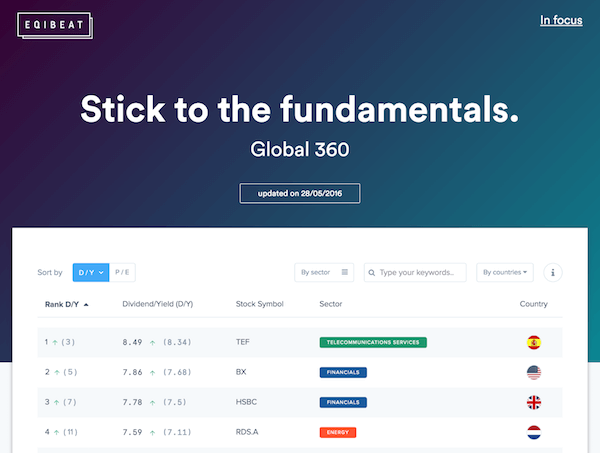 EQIBEAT
In focus
Stick to the fundamentals.
Global 360
updated on 28/05/2016
Sort by D/Y P/E By sector Type your keywords.. By countries i
Rank D/Y Dividend/Yield (D/Y) Stock Symbol Sector Country
1 ↑ (3) 8.49 ↑ (8.34) TEF TELECOMMUNICATIONS SERVICES
2 ↑ (5) 7.86 ↑ (7.68) BX FINANCIALS
3 ↑ (7) 7.78 ↑ (7.5) HSBC FINANCIALS
4 ↑ (11) 7.59 ↑ (7.11) RDS.A ENERGY